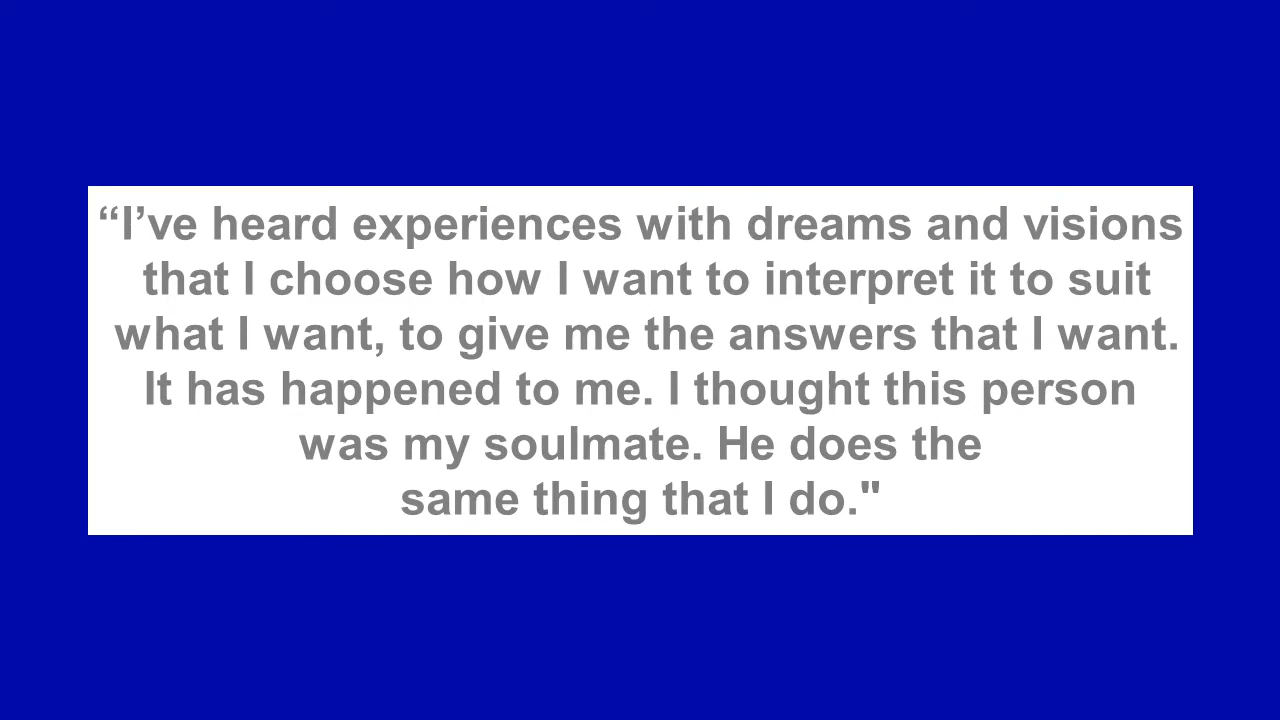 “I’ve heard experiences with dreams and visions
that I choose how I want to interpret it to suit
what I want, to give me the answers that I want.
It has happened to me. I thought this person
was my soulmate. He does the
same thing that I do."